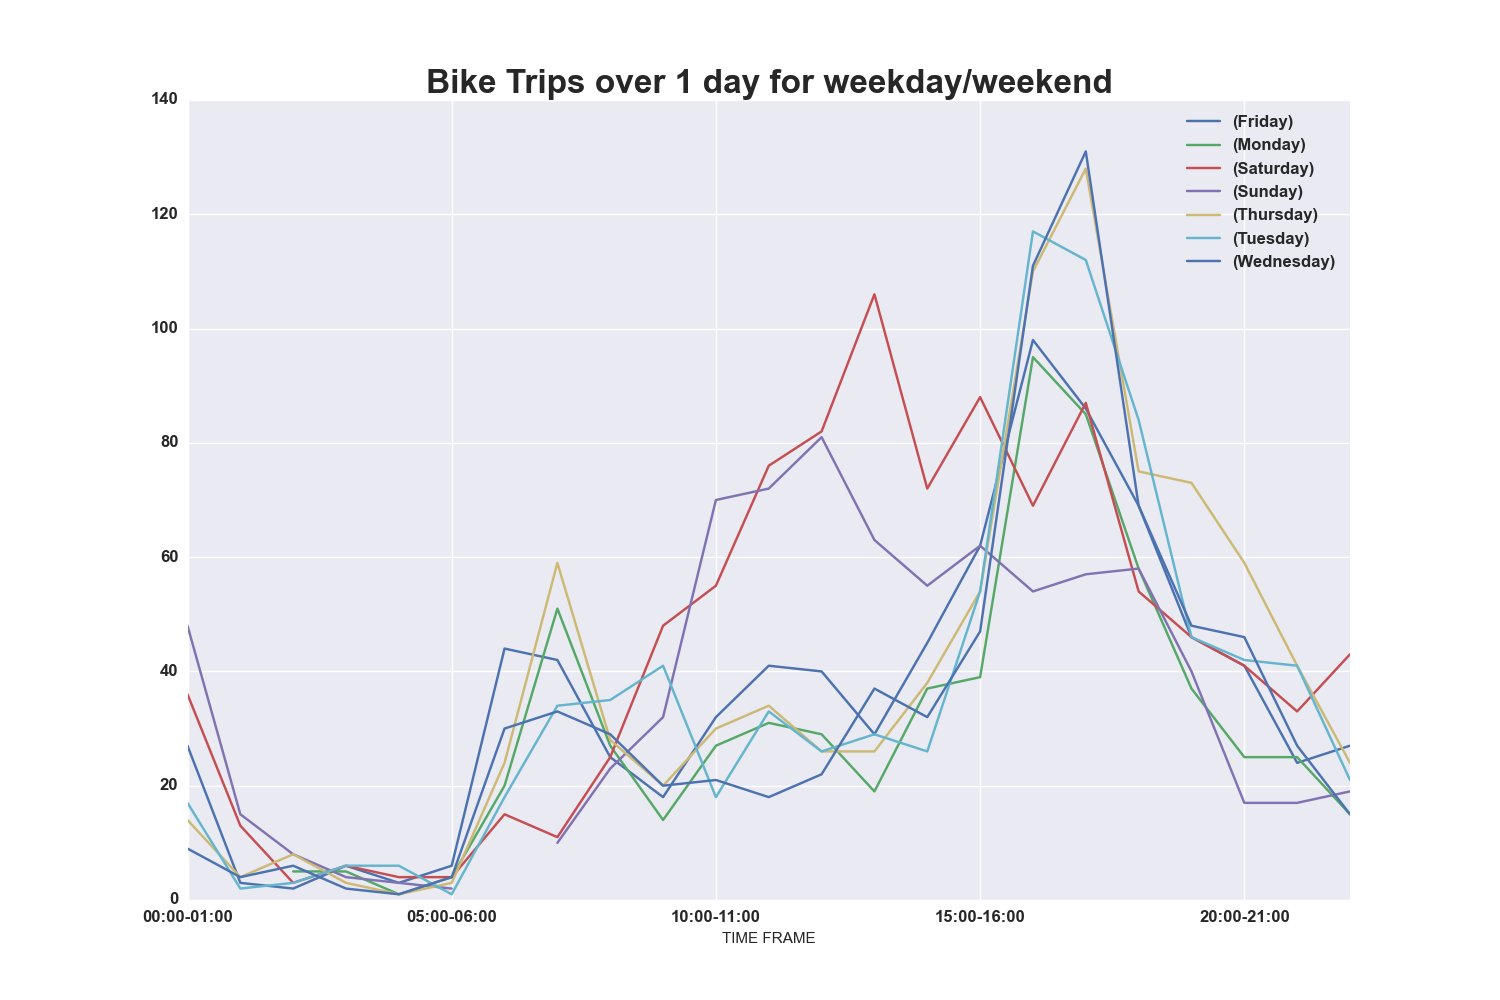 Bike Trips over 1 day for weekday/weekend
140
120
100
80
60
40
20
0
(Friday)
(Monday)
(Saturday)
(Sunday)
(Thursday)
(Tuesday)
(Wednesday)
00:00-01:00 05:00-06:00 10:00-11:00 15:00-16:00 20:00-21:00
TIME FRAME